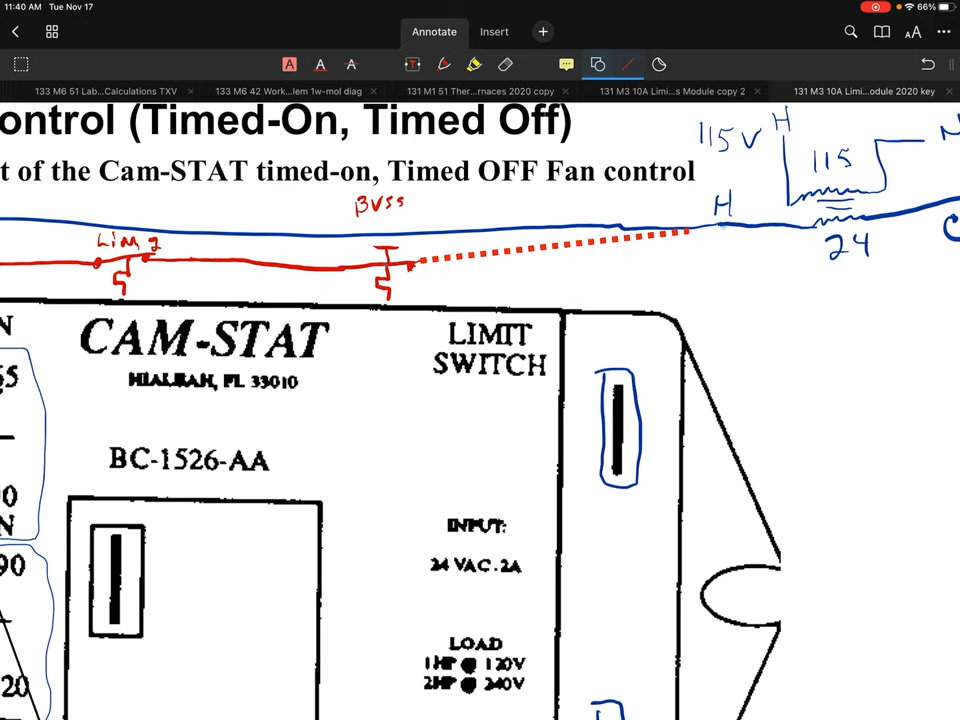 11:40 AM Tue Nov 17
66%
Annotate
Insert
133 M6 51 Lab...Calculations TXV
133 M6 42 Work...lem 1w-mol diag
131 M1 51 Ther...rnaces 2020 copy
131 M3 10A Limi...s Module copy 2
131 M3 10A Limi...odule 2020 key
ontrol (Timed-On, Timed Off)
t of the Cam-STAT timed-on, Timed OFF Fan control
115V
H
115
N
24
H
C
BVSS
N
CAM-STAT
HIALEAH, FL 33010
LIMIT
SWITCH
BC-1526-AA
INPUT:
24 VAC .2A
LOAD
1HP @ 120V
2HP @ 240V
0
N
90
20